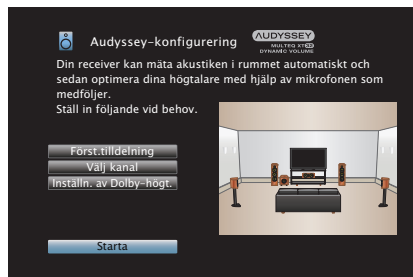 Audyssey-konfigurering
AUDYSSEY
MULTEQ XT32
DYNAMIC VOLUME
Din receiver kan mäta akustiken i rummet automatiskt och
sedan optimera dina högtalare med hjälp av mikrofonen som
medföljer.
Ställ in följande vid behov.
Först.tilldelning
Välj kanal
Inställn. av Dolby-högt.
Starta